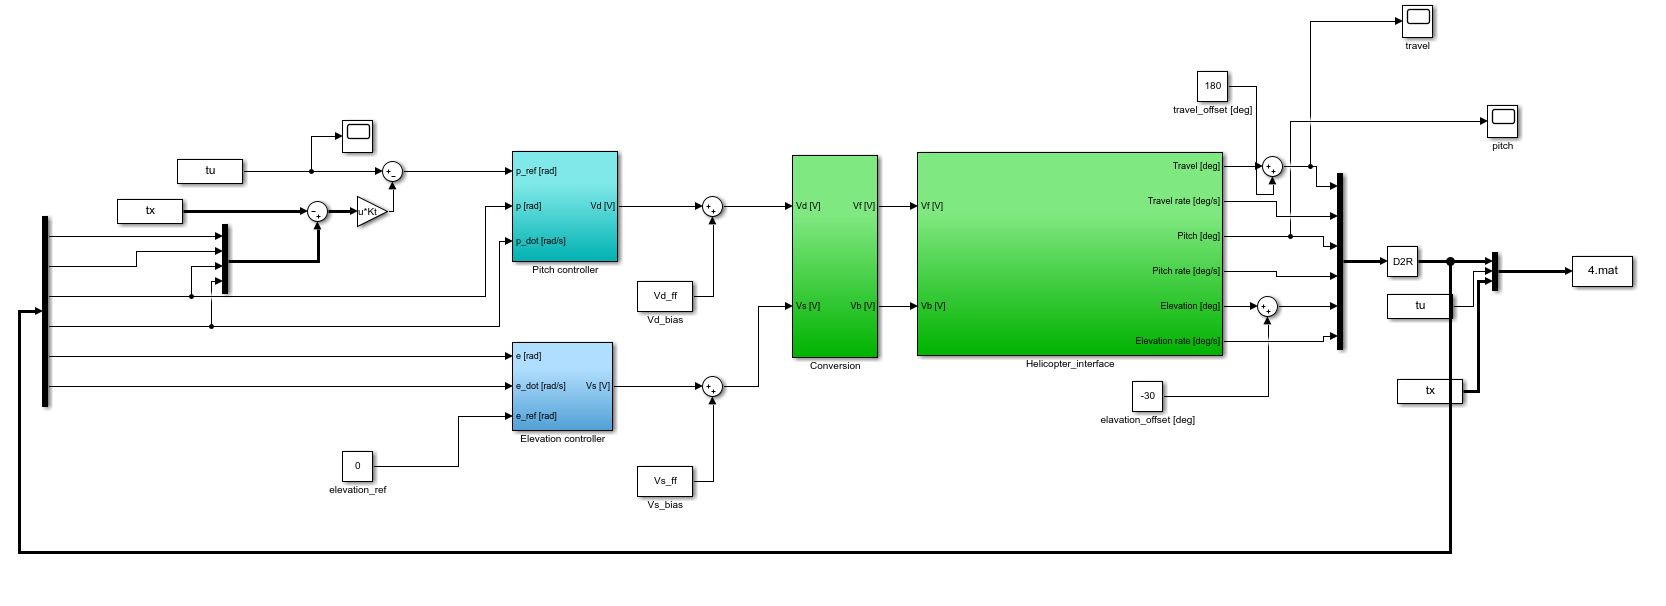 travel
180
travel_offset [deg]
pitch
tu
tx
u*Kt
p_ref [rad]
p [rad]
Vd [V]
p_dot [rad/s]
Pitch controller
Vd_ff
Vd_bias
e [rad]
e_dot [rad/s]
Vs [V]
e_ref [rad]
Elevation controller
0
elevation_ref
Vs_ff
Vs_bias
Vd [V]
Vf [V]
Vs [V]
Vb [V]
Conversion
Vf [V]
Vb [V]
Travel [deg]
Travel rate [deg/s]
Pitch [deg]
Pitch rate [deg/s]
Elevation [deg]
Elevation rate [deg/s]
Helicopter_interface
-30
elavation_offset [deg]
D2R
tu
tx
4.mat